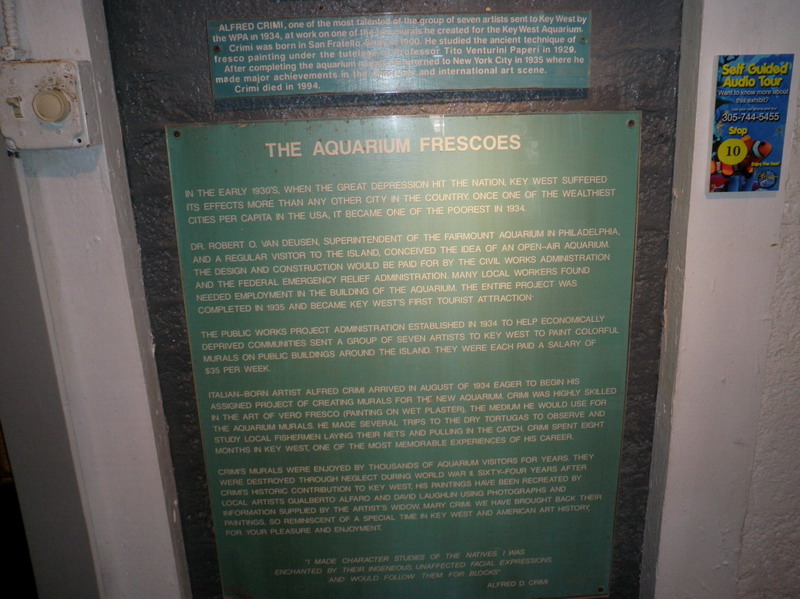 ALFRED CRIMI, one of the most talented of the group of seven artists sent to Key West by
the WPA in 1934, at work on one of the murals he created for the Key West Aquarium.
Crimi was born in San Fratello, in 1900. He studied the ancient technique of
fresco painting under the tutelage of Professor Tito Venturini Paperi in 1929.
After completing the aquarium he returned to New York City in 1935 where he
made major achievements in the and international art scene.
Crimi died in 1994.
Self Guided
Audio Tour
Want to know more about
this exhibit?
305-744-5455
Stop
10
Enjoy the tour!
THE AQUARIUM FRESCOES
IN THE EARLY 1930'S, WHEN THE GREAT DEPRESSION HIT THE NATION, KEY WEST SUFFERED
ITS EFFECTS MORE THAN ANY OTHER CITY IN THE COUNTRY. ONCE ONE OF THE WEALTHIEST
CITIES PER CAPITA IN THE USA, IT BECAME ONE OF THE POOREST IN 1934.
DR. ROBERT O. VAN DEUSEN, SUPERINTENDENT OF THE FAIRMOUNT AQUARIUM IN PHILADELPHIA,
AND A REGULAR VISITOR TO THE ISLAND, CONCEIVED THE IDEA OF AN OPEN-AIR AQUARIUM.
THE DESIGN AND CONSTRUCTION WOULD BE PAID FOR BY THE CIVIL WORKS ADMINISTRATION
AND THE FEDERAL EMERGENCY RELIEF ADMINISTRATION. MANY LOCAL WORKERS FOUND
NEEDED EMPLOYMENT IN THE BUILDING OF THE AQUARIUM. THE ENTIRE PROJECT WAS
COMPLETED IN 1935 AND BECAME KEY WEST'S FIRST TOURIST ATTRACTION.
THE PUBLIC WORKS PROJECT ADMINISTRATION ESTABLISHED IN 1934 TO HELP ECONOMICALLY
DEPRIVED COMMUNITIES SENT A GROUP OF SEVEN ARTISTS TO KEY WEST TO PAINT COLORFUL
MURALS ON PUBLIC BUILDINGS AROUND THE ISLAND. THEY WERE EACH PAID A SALARY OF
$35 PER WEEK.
ITALIAN-BORN ARTIST ALFRED CRIMI ARRIVED IN AUGUST OF 1934 EAGER TO BEGIN HIS
ASSIGNED PROJECT OF CREATING MURALS FOR THE NEW AQUARIUM. CRIMI WAS HIGHLY SKILLED
IN THE ART OF VERO FRESCO (PAINTING ON WET PLASTER), THE MEDIUM HE WOULD USE FOR
THE AQUARIUM MURALS. HE MADE SEVERAL TRIPS TO THE DRY TORTUGAS TO OBSERVE AND
STUDY LOCAL FISHERMEN LAYING THEIR NETS AND PULLING IN THE CATCH. CRIMI SPENT EIGHT
MONTHS IN KEY WEST, ONE OF THE MOST MEMORABLE EXPERIENCES OF HIS CAREER.
CRIMI'S MURALS WERE ENJOYED BY THOUSANDS OF AQUARIUM VISITORS FOR YEARS. THEY
WERE DESTROYED THROUGH NEGLECT DURING WORLD WAR II. SIXTY-FOUR YEARS AFTER
CRIMI'S HISTORIC CONTRIBUTION TO KEY WEST, HIS PAINTINGS HAVE BEEN RECREATED BY
LOCAL ARTISTS GUALBERTO ALFARO AND DAVID LAUGHLIN USING PHOTOGRAPHS AND
INFORMATION SUPPLIED BY THE ARTIST'S WIDOW, MARY CRIMI. WE HAVE BROUGHT BACK THEIR
PAINTINGS, SO REMINISCENT OF A SPECIAL TIME IN KEY WEST AND AMERICAN ART HISTORY,
FOR YOUR PLEASURE AND ENJOYMENT.
"I MADE CHARACTER STUDIES OF THE NATIVES. I WAS
ENCHANTED BY THEIR INGENEOUS, UNAFFECTED FACIAL EXPRESSIONS
AND WOULD FOLLOW THEM FOR BLOCKS"
ALFRED D. CRIMI